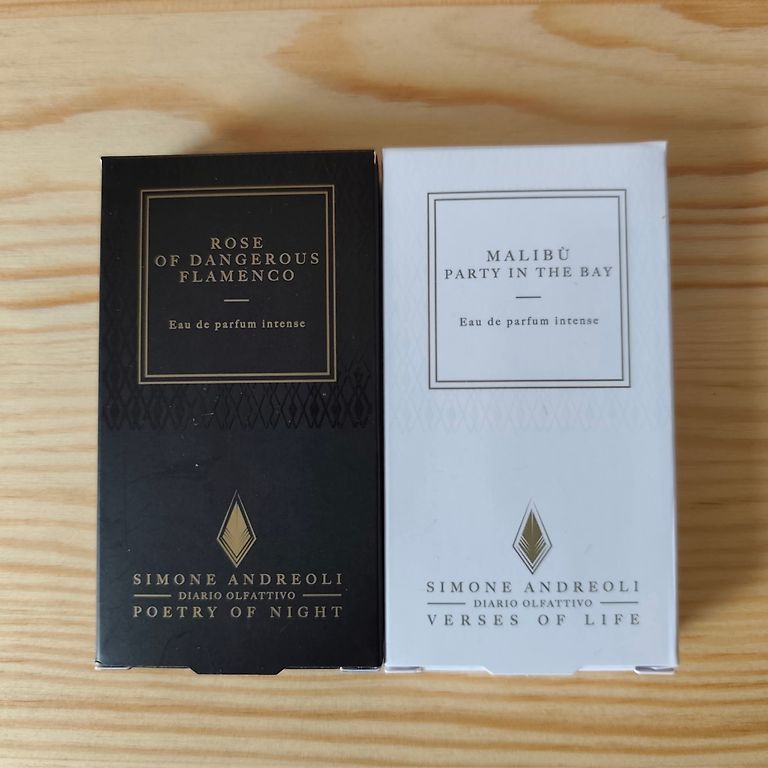 ROSE
OF DANGEROUS
FLAMENCO
Eau de parfum intense
SIMONE ANDREOLI
DIARIO OLFATTIVO
POETRY OF NIGHT
MALIBÙ
PARTY IN THE BAY
Eau de parfum intense
SIMONE ANDREOLI
DIARIO OLFATTIVO
VERSES OF LIFE